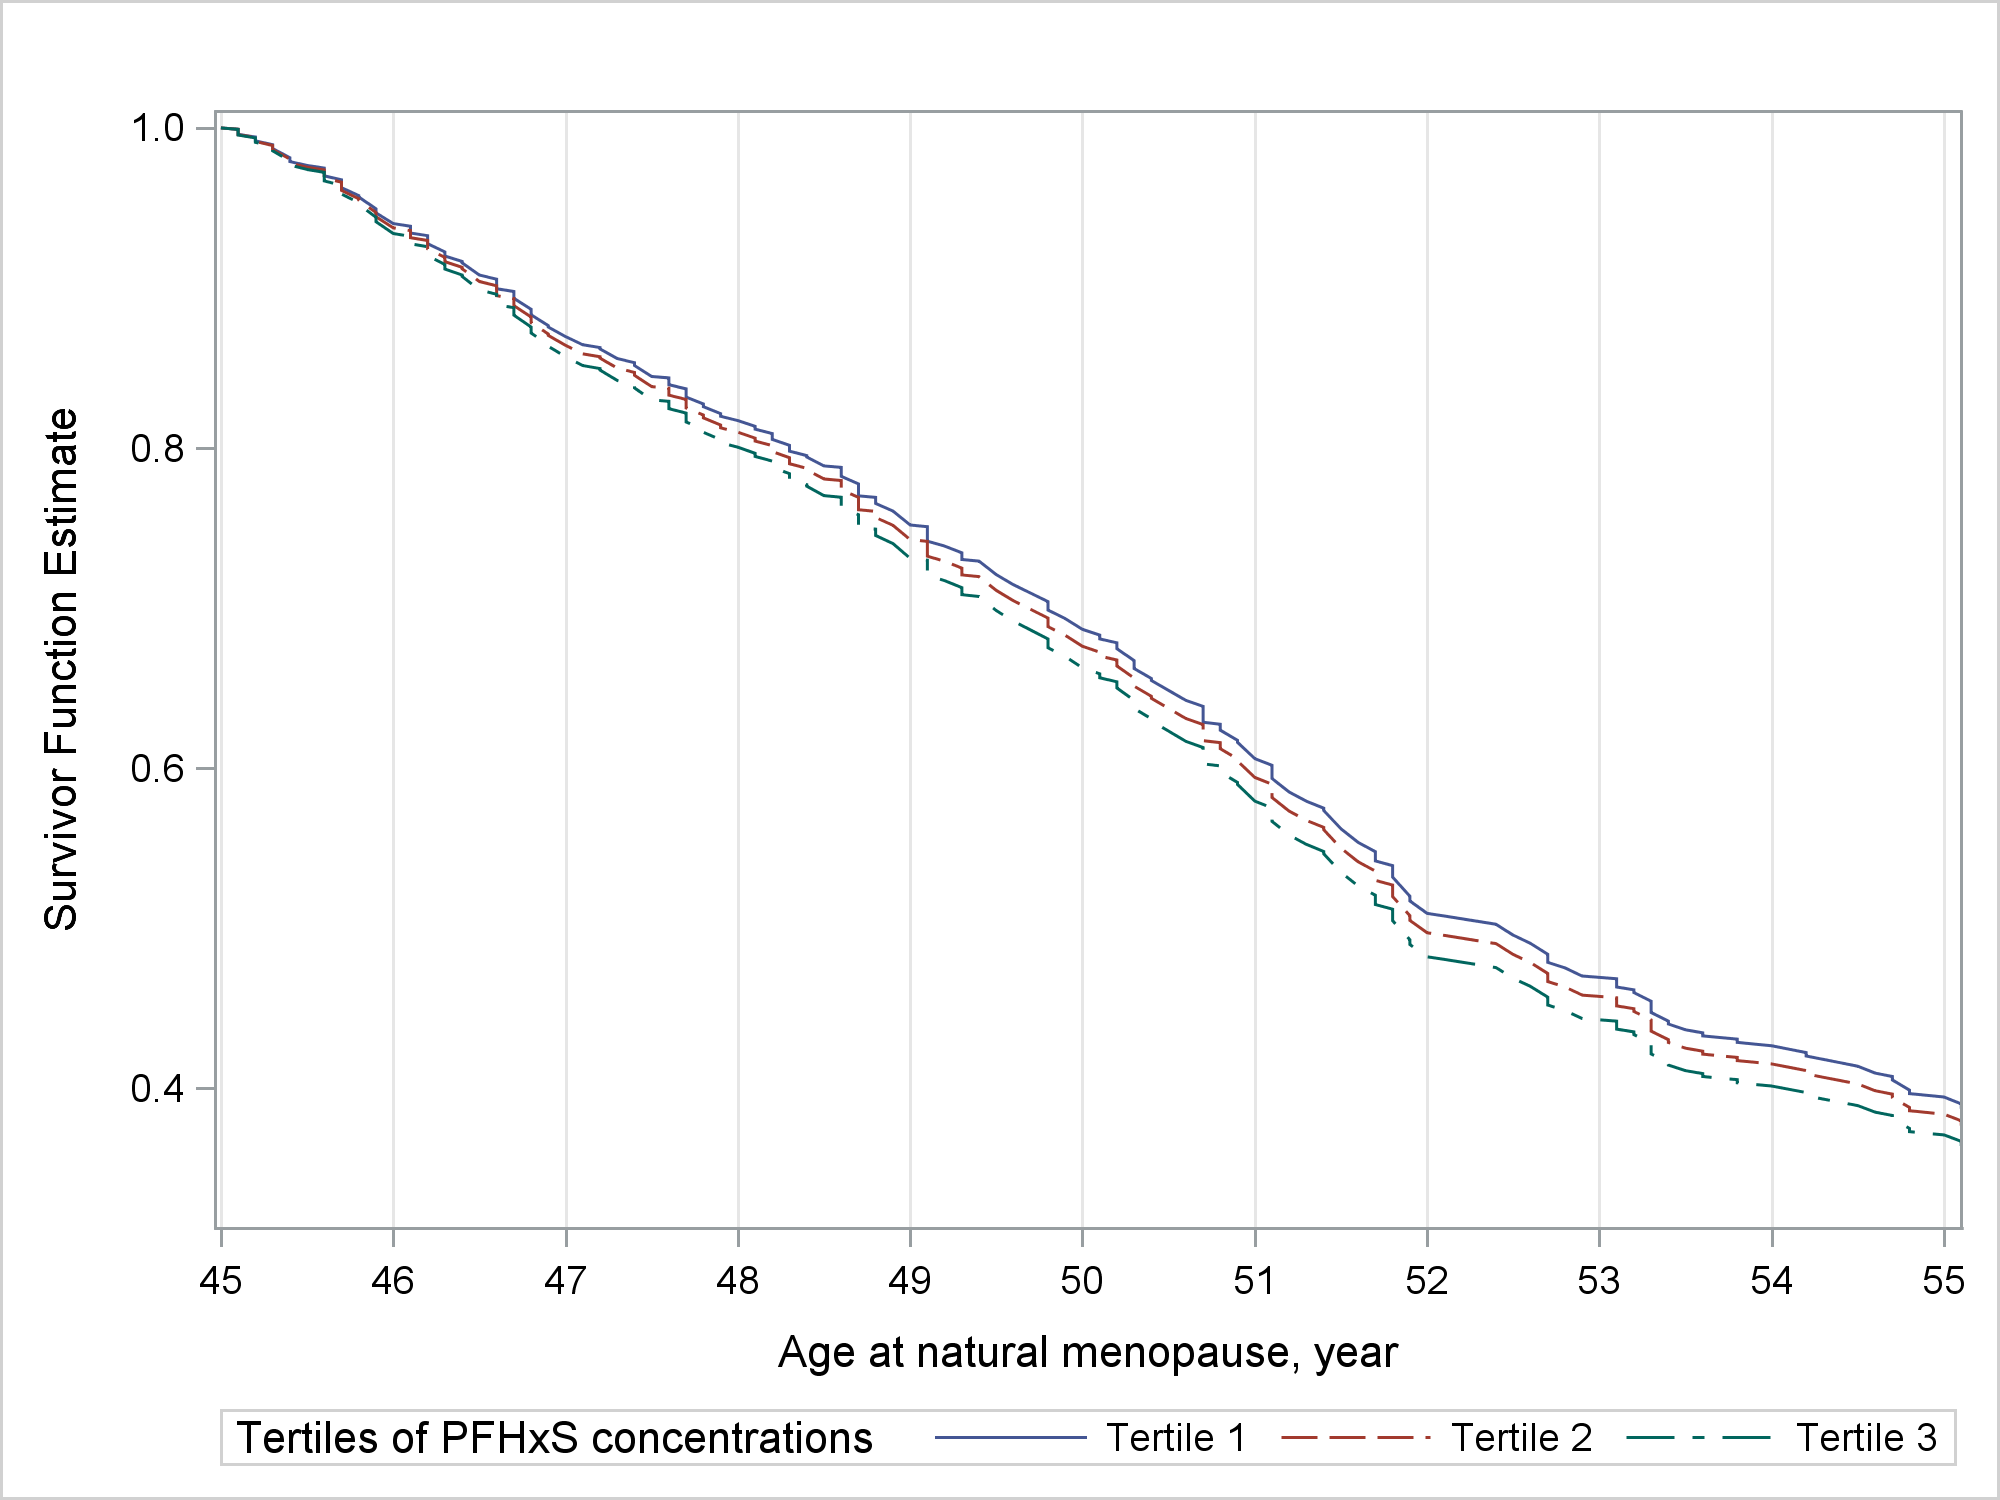 1.0
0.8
0.6
0.4
Survivor Function Estimate
45 46 47 48 49 50 51 52 53 54 55
Age at natural menopause, year
Tertiles of PFHxS concentrations Tertile 1 Tertile 2 Tertile 3